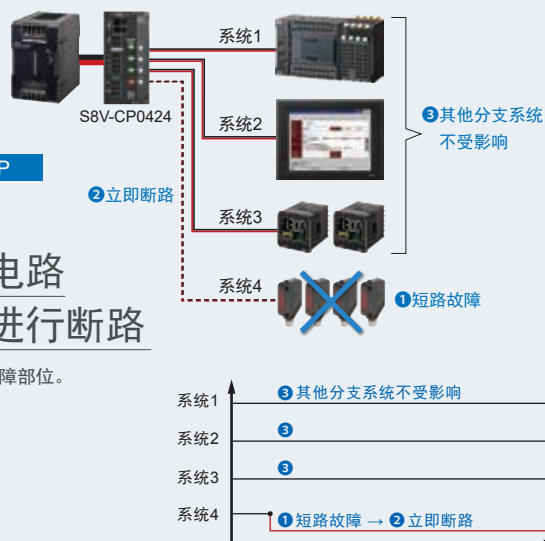 系统1
S8V-CP0424
系统2
❸其他分支系统
不受影响
P
❷立即断路
系统3
电路
进行断路
系统4
❶短路故障
障部位。
系统1
❸其他分支系统不受影响
系统2
❸
系统3
❸
系统4
❶短路故障 → ❷立即断路